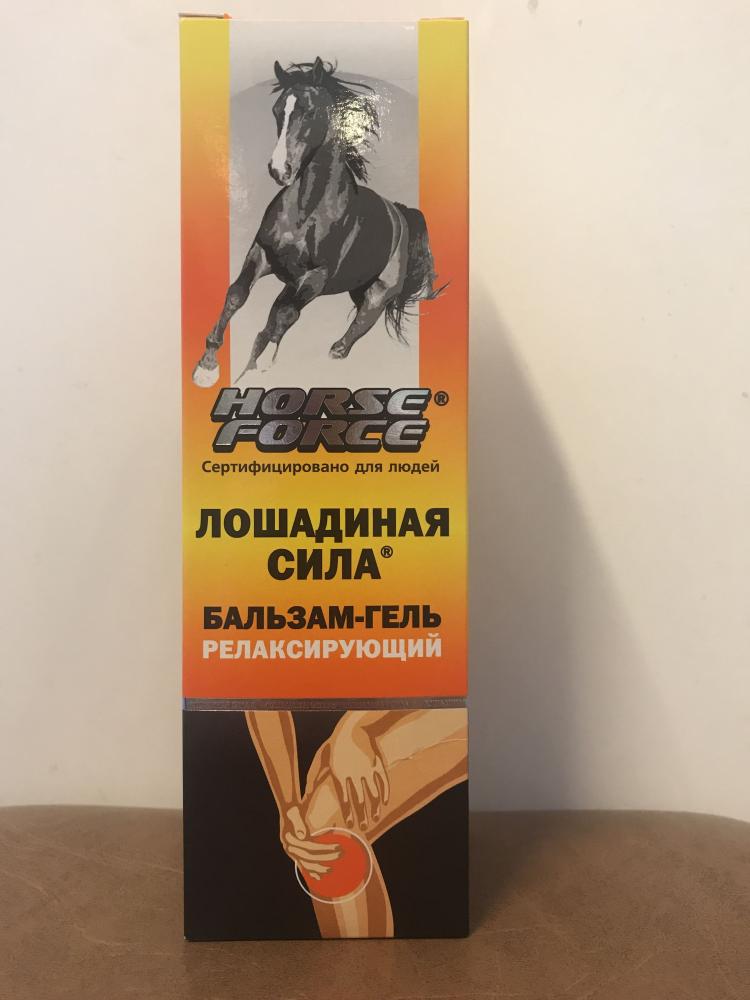 HORSE®
FORCE
Сертифицировано для людей
ЛОШАДИНАЯ
СИЛА®
БАЛЬЗАМ-ГЕЛЬ
РЕЛАКСИРУЮЩИЙ